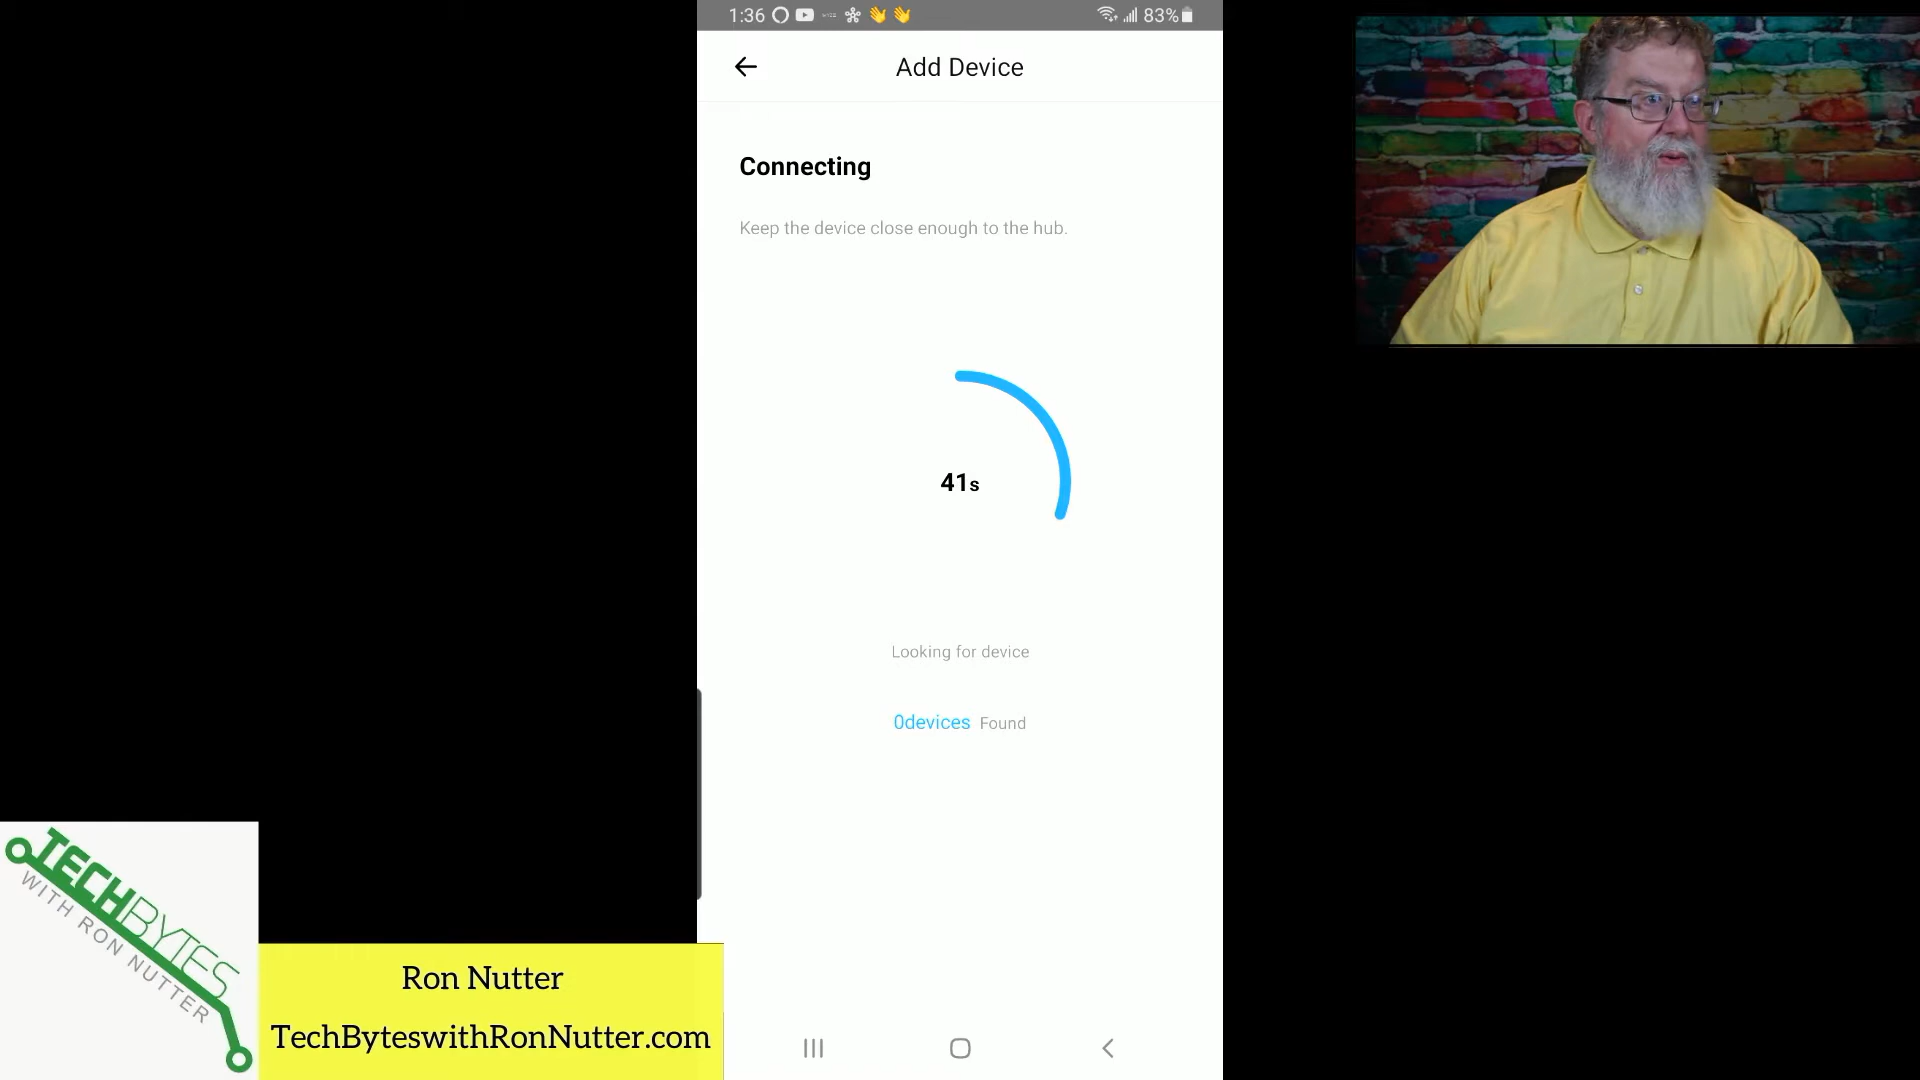 1:36
83%
Add Device
Connecting
Keep the device close enough to the hub.
41s
Looking for device
0devices Found
TECHBYTES
WITH RON NUTTER
Ron Nutter
TechByteswithRonNutter.com